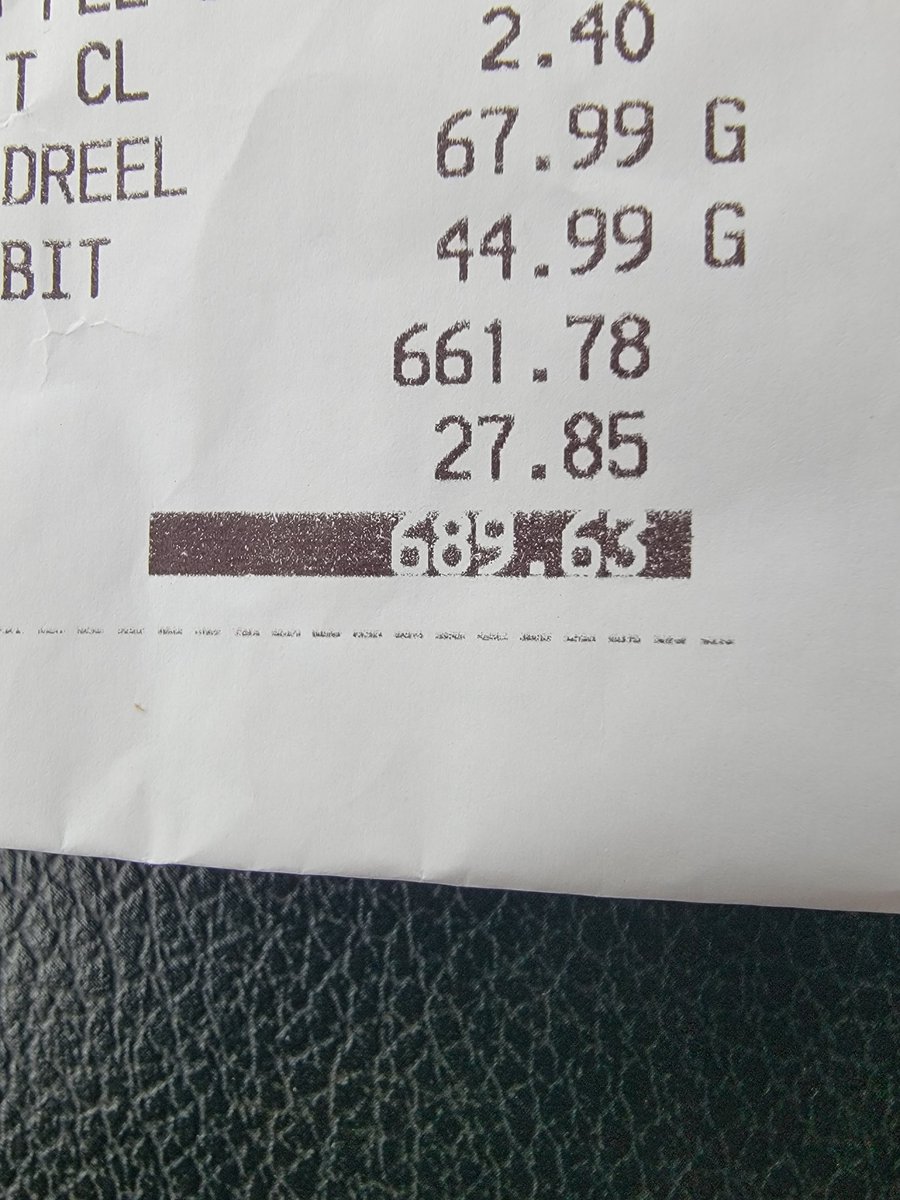 2.40
T CL
67.99 G
DREEL
44.99 G
BIT
661.78
27.85
689.63